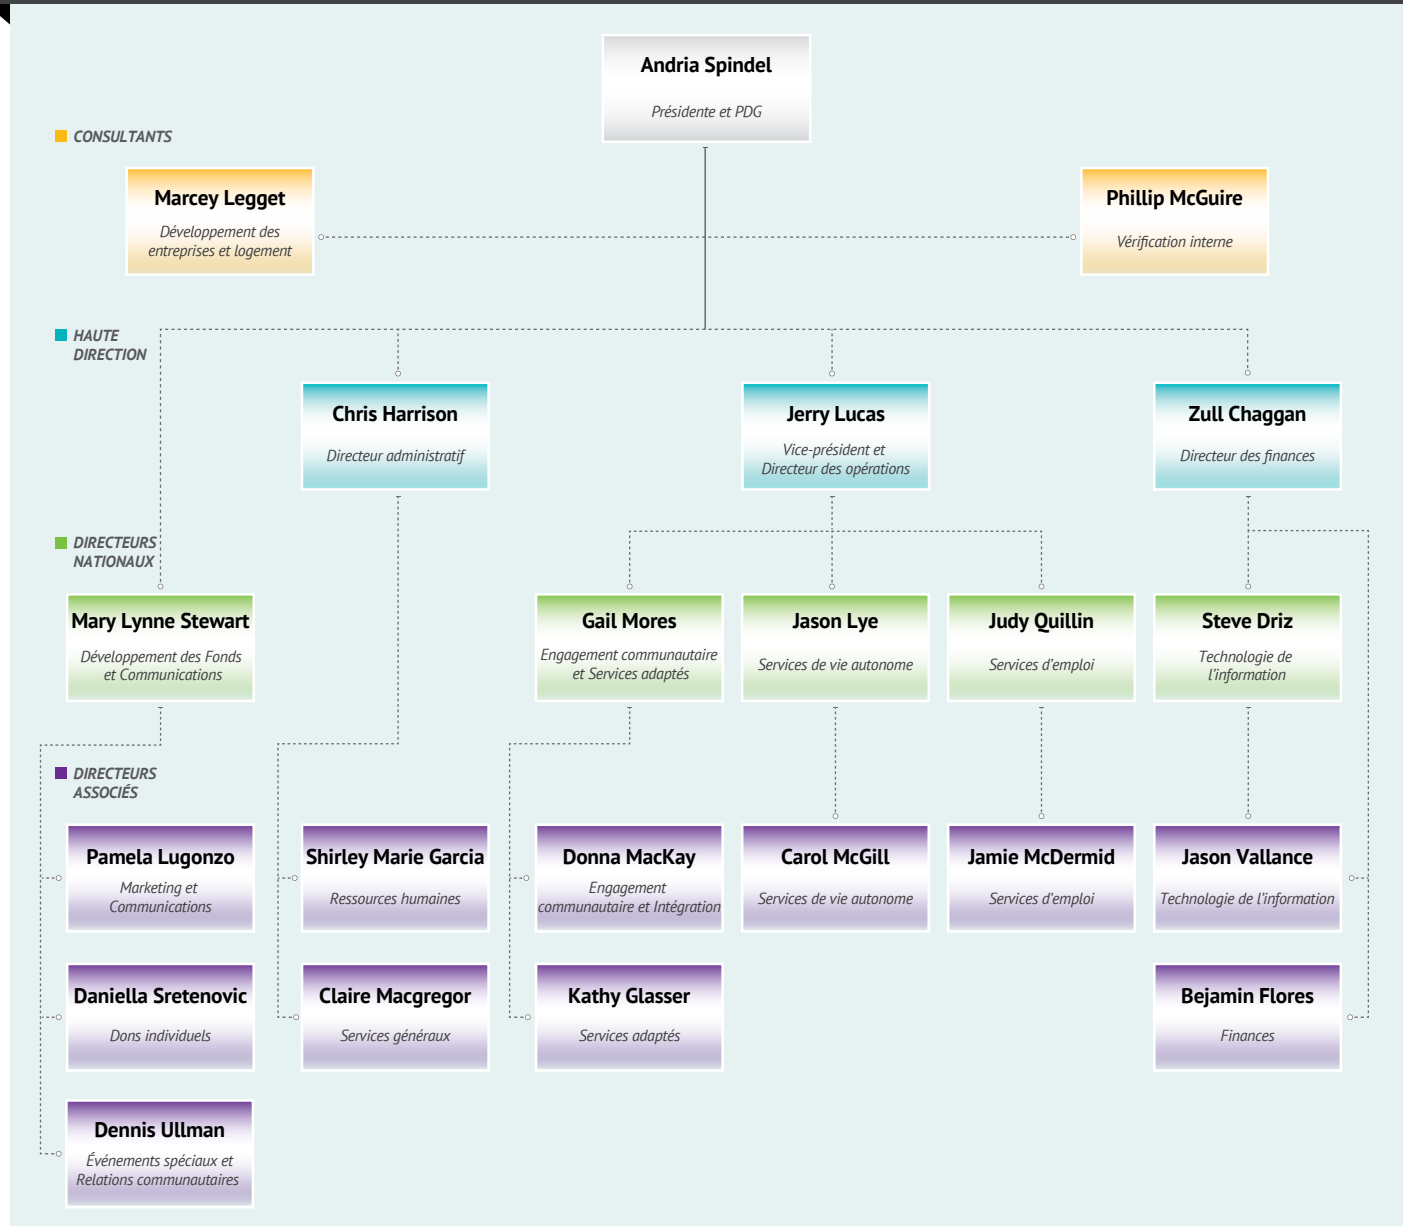 Andria Spindel
Présidente et PDG
CONSULTANTS
Marcey Legget
Développement des
entreprises et logement
Phillip McGuire
Vérification interne
HAUTE
DIRECTION
Chris Harrison
Directeur administratif
Jerry Lucas
Vice-président et
Directeur des opérations
Zull Chaggan
Directeur des finances
DIRECTEURS
NATIONAUX
Mary Lynne Stewart
Développement des Fonds
et Communications
Gail Mores
Engagement communautaire
et Services adaptés
Jason Lye
Services de vie autonome
Judy Quillin
Services d'emploi
Steve Driz
Technologie de
l'information
DIRECTEURS
ASSOCIÉS
Pamela Lugonzo
Marketing et
Communications
Shirley Marie Garcia
Ressources humaines
Donna MacKay
Engagement
communautaire et Intégration
Carol McGill
Services de vie autonome
Jamie McDermid
Services d'emploi
Jason Vallance
Technologie de l'information
Daniella Sretenovic
Dons individuels
Claire Macgregor
Services généraux
Kathy Glasser
Services adaptés
Bejamin Flores
Finances
Dennis Ullman
Événements spéciaux et
Relations communautaires